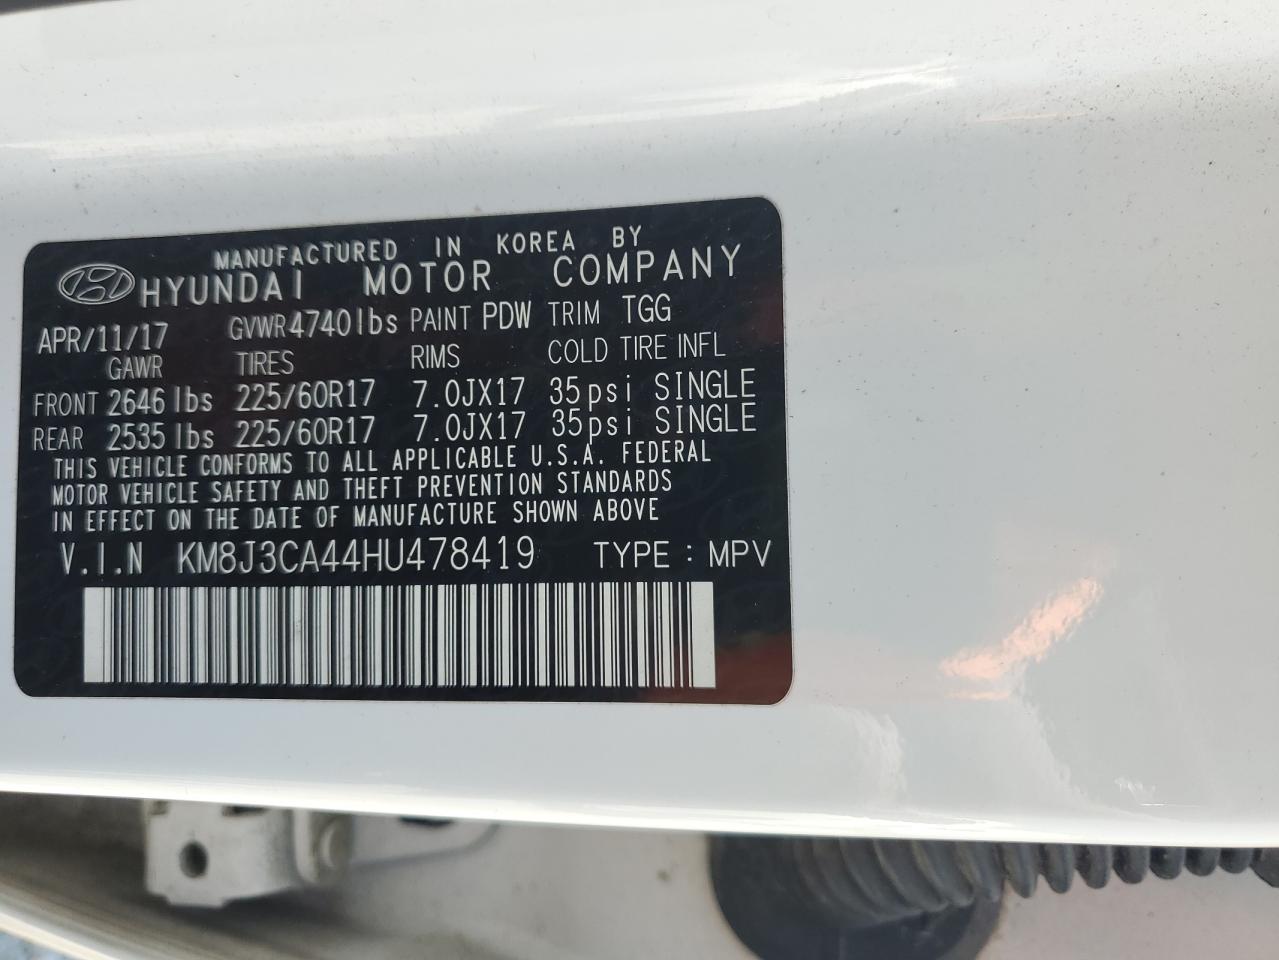 MANUFACTURED IN KOREA BY
HYUNDAI MOTOR COMPANY
APR/11/17 GVWR 4740lbs PAINT PDW TRIM TGG
GAWR TIRES RIMS COLD TIRE INFL
FRONT 2646 lbs 225/60R17 7.0JX17 35psi SINGLE
REAR 2535 lbs 225/60R17 7.0JX17 35psi SINGLE
THIS VEHICLE CONFORMS TO ALL APPLICABLE U.S.A. FEDERAL
MOTOR VEHICLE SAFETY AND THEFT PREVENTION STANDARDS
IN EFFECT ON THE DATE OF MANUFACTURE SHOWN ABOVE
V.I.N KM8J3CA44HU478419 TYPE : MPV